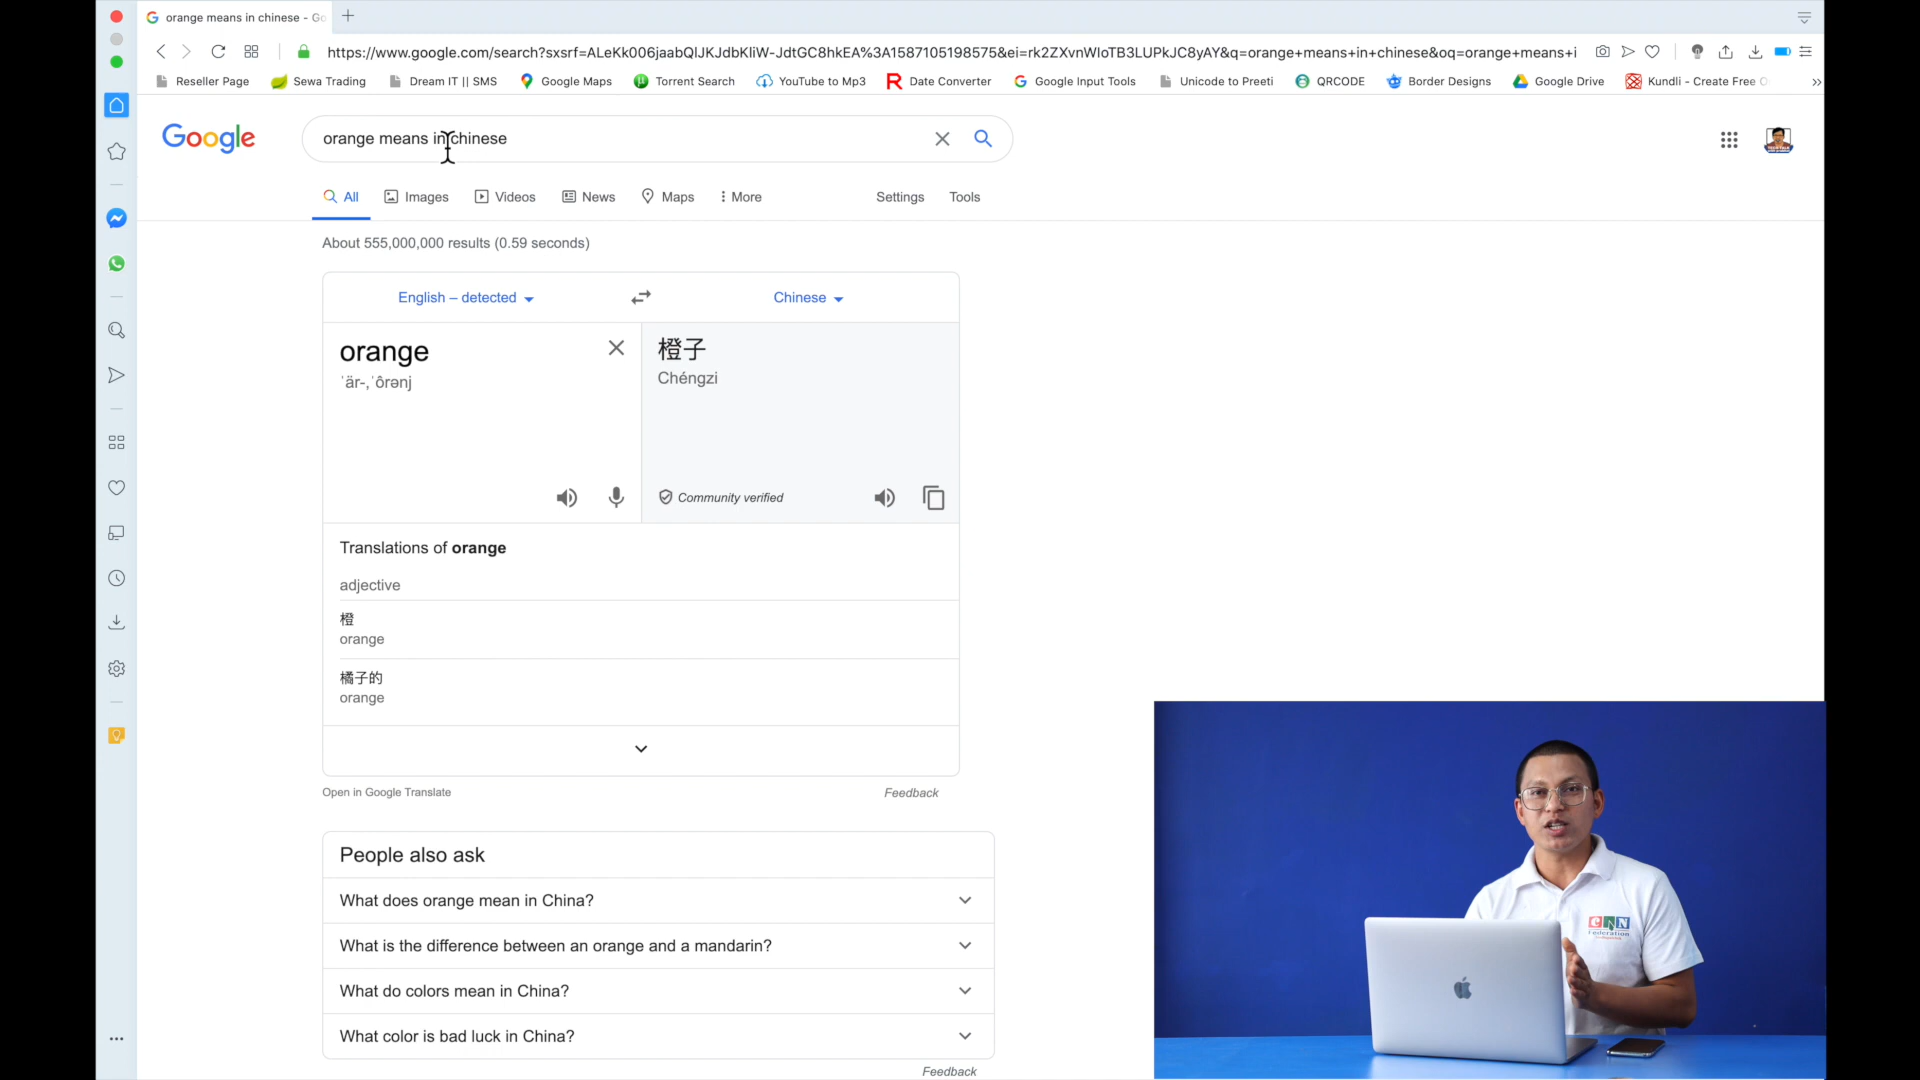 orange means in chinese - Go
https://www.google.com/search?sxsrf=ALeKk006jaabQlJKJdbKliW-JdtGC8hkEA%3A1587105198575&ei=rk2ZXvnWIoTB3LUPkJC8yAY&q=orange+means+in+chinese&oq=orange+means+i
Reseller Page Sewa Trading Dream IT || SMS Google Maps Torrent Search YouTube to Mp3 Date Converter Google Input Tools Unicode to Preeti QRCODE Border Designs Google Drive Kundli - Create Free O
Google
orange means in chinese
All Images Videos News Maps More Settings Tools
About 555,000,000 results (0.59 seconds)
English – detected Chinese
orange
橙子
ˈär-,ˈôrənj
Chéngzi
Community verified
Translations of orange
adjective
橙
orange
橘子的
orange
Open in Google Translate Feedback
People also ask
What does orange mean in China?
What is the difference between an orange and a mandarin?
What do colors mean in China?
What color is bad luck in China?
Feedback
CAN
Federation